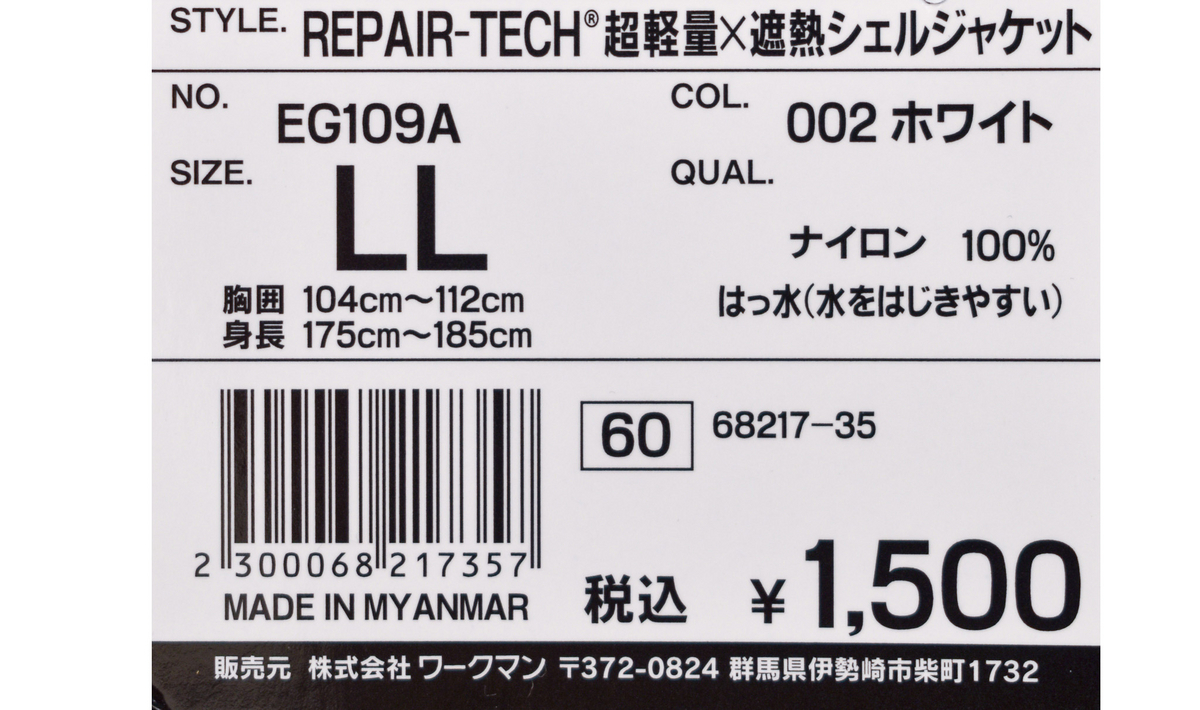 STYLE. REPAIR-TECH®超軽量×遮熱シェルジャケット
NO. EG109A
COL. 002 ホワイト
SIZE. LL
胸囲 104cm～112cm
身長 175cm～185cm
QUAL.
ナイロン 100%
はっ水(水をはじきやすい)
2 300068 217357
MADE IN MYANMAR
60 68217-35
税込 ¥1,500
販売元 株式会社 ワークマン 〒372-0824 群馬県伊勢崎市柴町1732